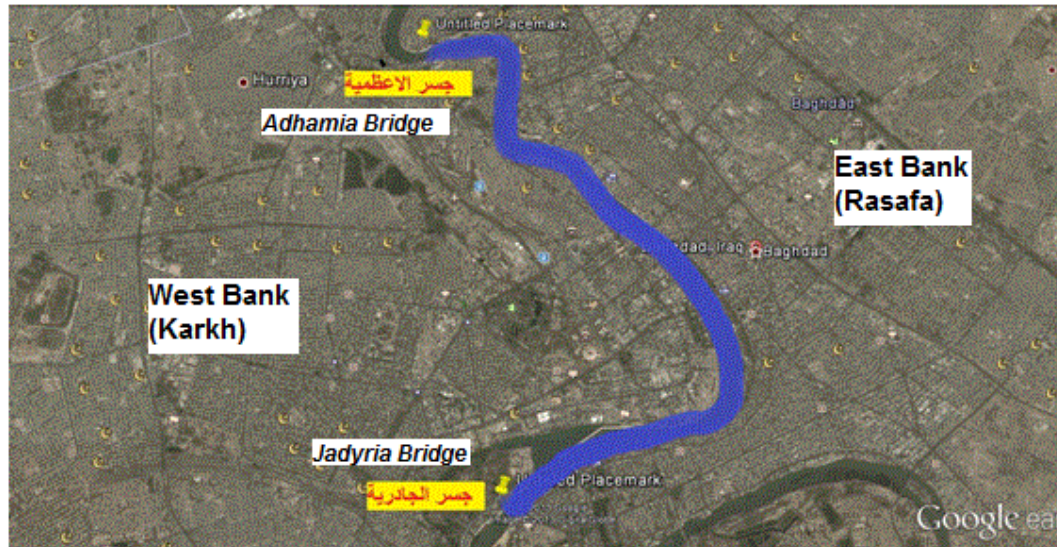 Untitled Placemark
Hurriya
جسر الاعظمية
Adhamia Bridge
Baghdad
East Bank
(Rasafa)
Baghdad
West Bank
(Karkh)
Jadyria Bridge
جسر الجادرية
Placemark
Google ea